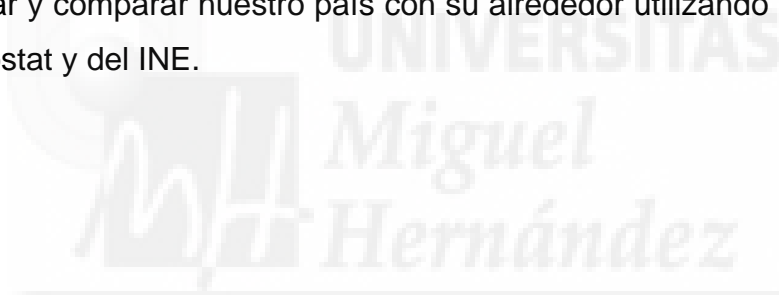 ar y comparar nuestro país con su alrededor utilizando
stat y del INE.
UNIVERSITAS
Miguel
Hernández